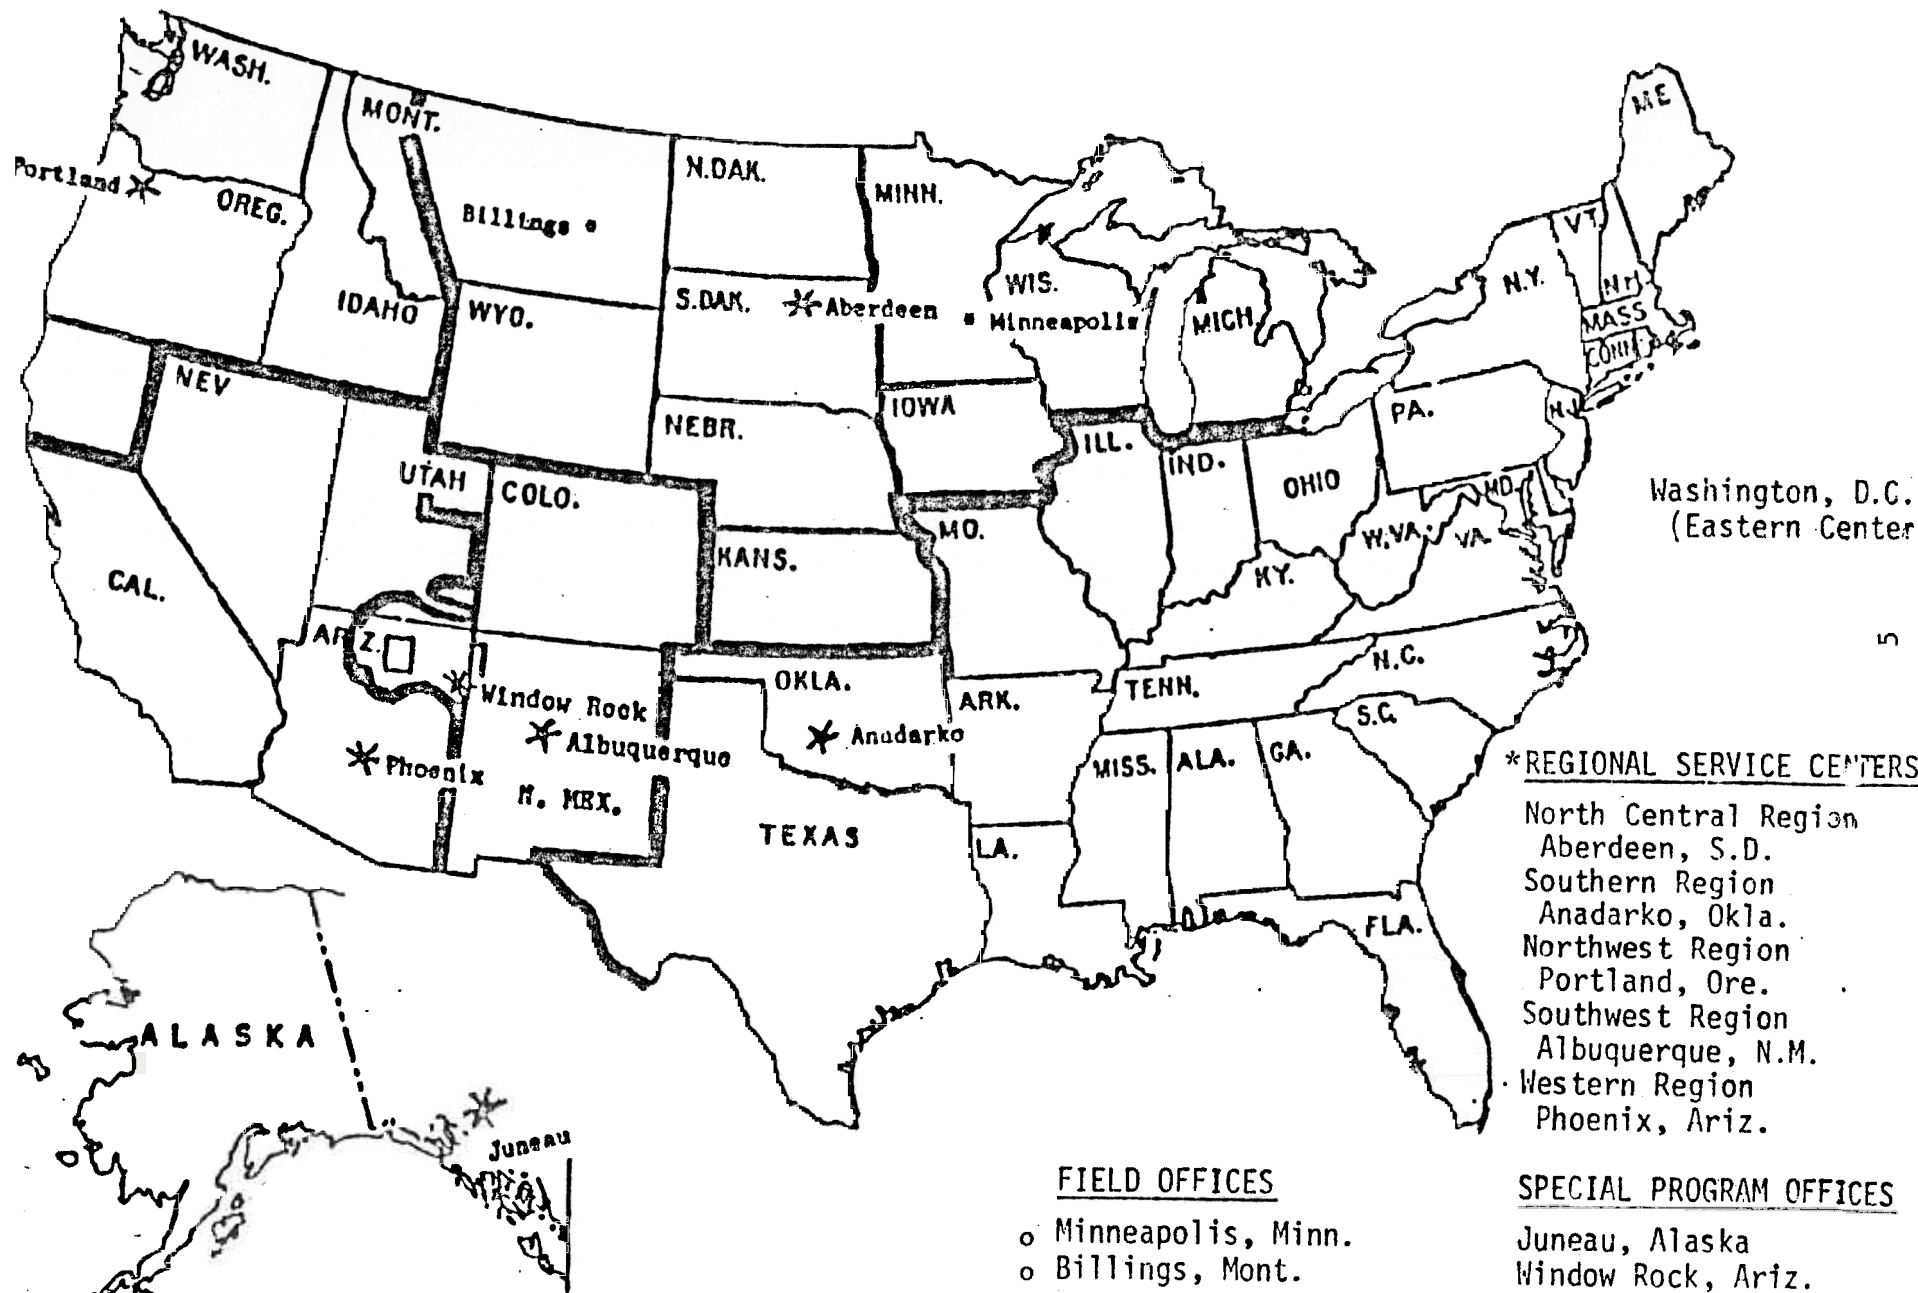 WASH.
MONT.
ME
Portland
OREG.
N.DAK.
MINN.
VT
Billings
N.Y.
N.H
IDAHO
WYO.
S.DAK.
Aberdeen
WIS.
Minneapolis
MICH
MASS
CONN
NEV
IOWA
NEBR.
PA.
N.J.
UTAH
COLO.
ILL.
IND.
OHIO
MD.
Washington, D.C.
(Eastern Center
CAL.
KANS.
MO.
KY.
W.VA.
VA.
5
ARIZ.
Window Rock
OKLA.
ARK.
TENN.
N.C.
Phoenix
Albuquerque
Anadarko
MISS.
ALA.
GA.
S.C.
N. MEX.
TEXAS
LA.
FLA.
*REGIONAL SERVICE CENTERS
North Central Region
Aberdeen, S.D.
Southern Region
Anadarko, Okla.
Northwest Region
Portland, Ore.
Southwest Region
Albuquerque, N.M.
Western Region
Phoenix, Ariz.
ALASKA
Juneau
FIELD OFFICES
o Minneapolis, Minn.
o Billings, Mont.
SPECIAL PROGRAM OFFICES
Juneau, Alaska
Window Rock, Ariz.